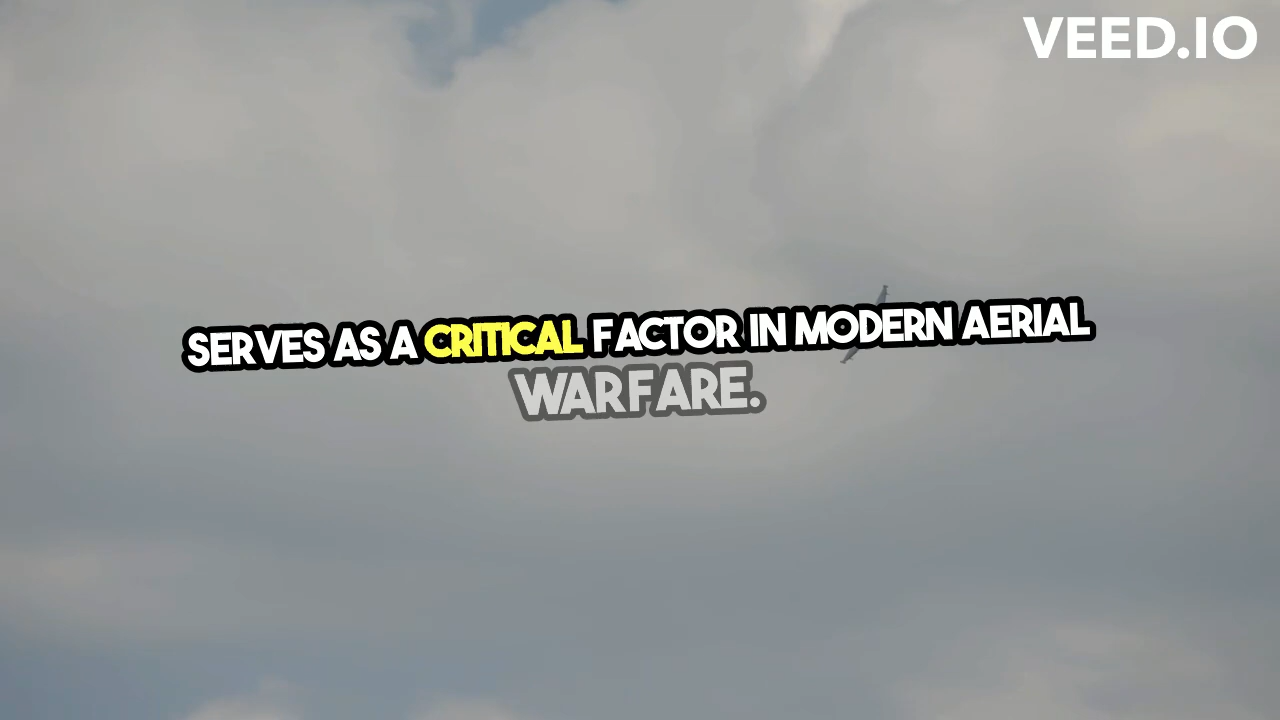 VEED.IO
SERVES AS A CRITICAL FACTOR IN MODERN AERIAL
WARFARE.